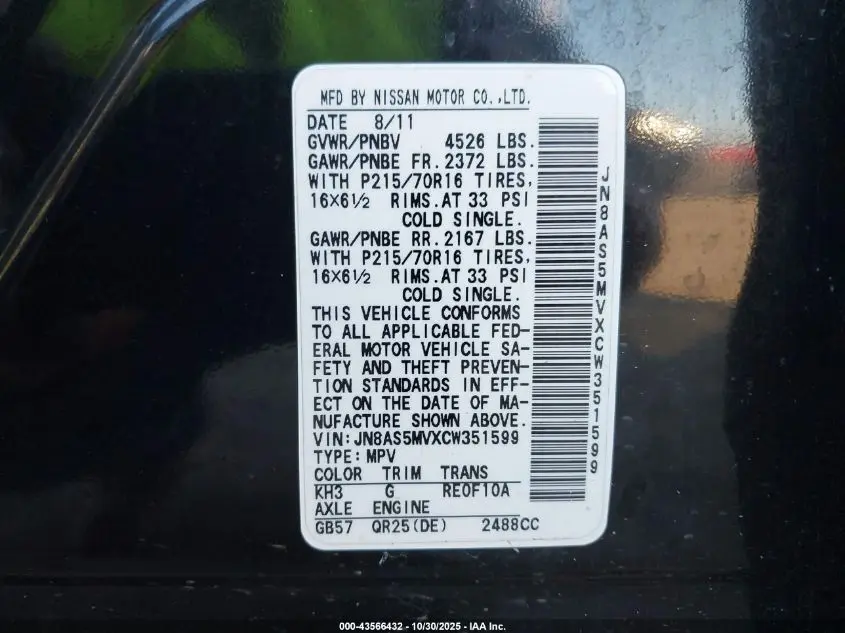 MFD BY NISSAN MOTOR CO.,LTD.
DATE 8/11
GVWR/PNBV 4526 LBS.
GAWR/PNBE FR.2372 LBS.
WITH P215/70R16 TIRES,
16X6½ RIMS.AT 33 PSI
COLD SINGLE.
GAWR/PNBE RR.2167 LBS.
WITH P215/70R16 TIRES,
16X6½ RIMS.AT 33 PSI
COLD SINGLE.
THIS VEHICLE CONFORMS
TO ALL APPLICABLE FED-
ERAL MOTOR VEHICLE SA-
FETY AND THEFT PREVEN-
TION STANDARDS IN EFF-
ECT ON THE DATE OF MA-
NUFACTURE SHOWN ABOVE.
VIN:JN8AS5MVXCW351599
TYPE:MPV
COLOR TRIM TRANS
KH3 G RE0F10A
AXLE ENGINE
GB57 QR25(DE) 2488CC
JN8AS5MVXCW351599
000-43566432 - 10/30/2025 - IAA Inc.